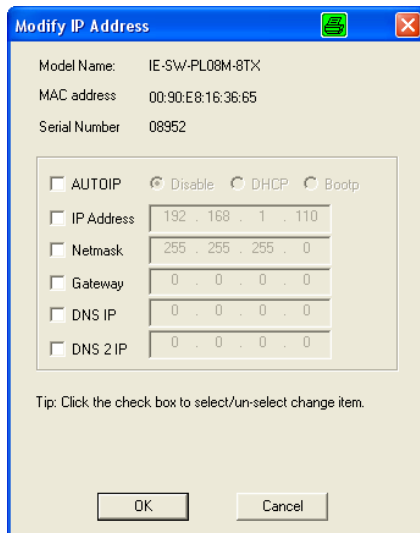 Modify IP Address
Model Name: IE-SW-PL08M-8TX
MAC address 00:90:E8:16:36:65
Serial Number 08952
AUTOIP Disable DHCP Bootp
IP Address 192 . 168 . 1 . 110
Netmask 255 . 255 . 255 . 0
Gateway 0 . 0 . 0 . 0
DNS IP 0 . 0 . 0 . 0
DNS 2 IP 0 . 0 . 0 . 0
Tip: Click the check box to select/un-select change item.
OK Cancel